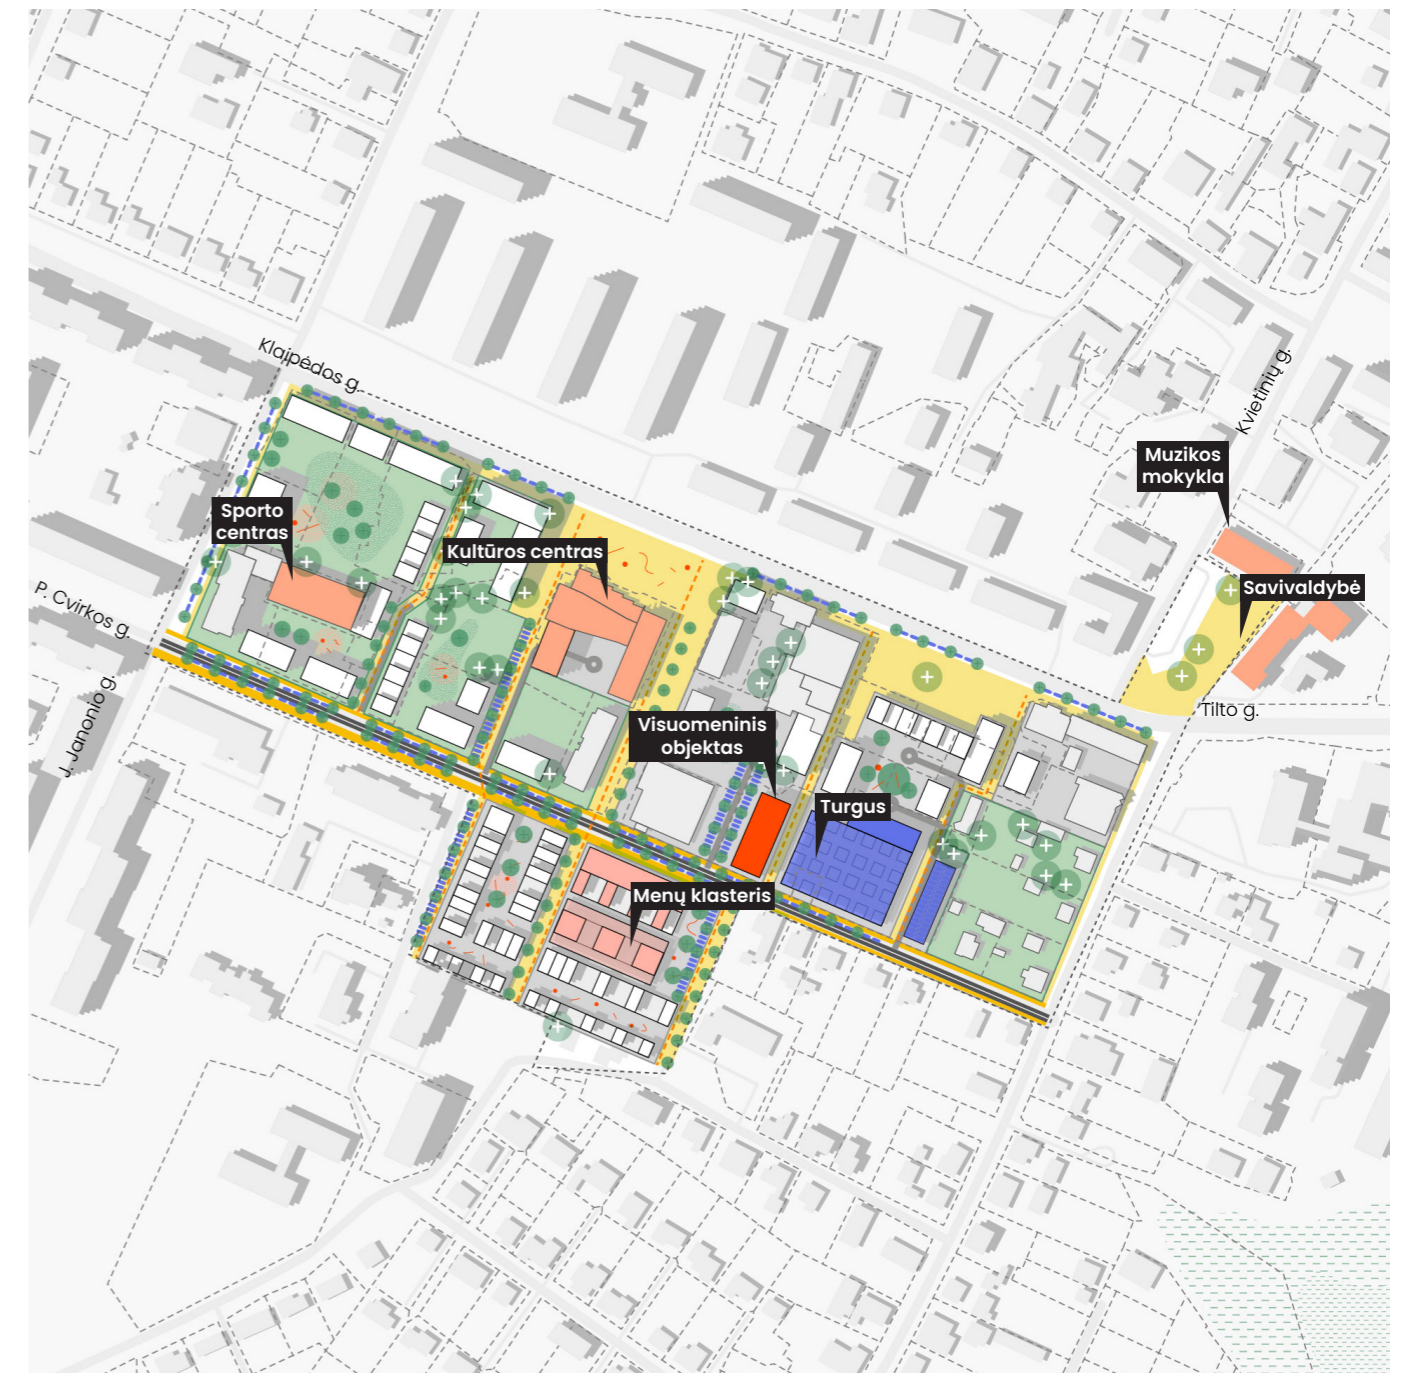 Klaipėdos g.
Kvietinių g.
Muzikos
mokykla
Sporto
centras
Kultūros centras
Savivaldybė
P. Cvirkos g.
J. Janonio g.
Tilto g.
Visuomeninis
objektas
Turgus
Menų klasteris